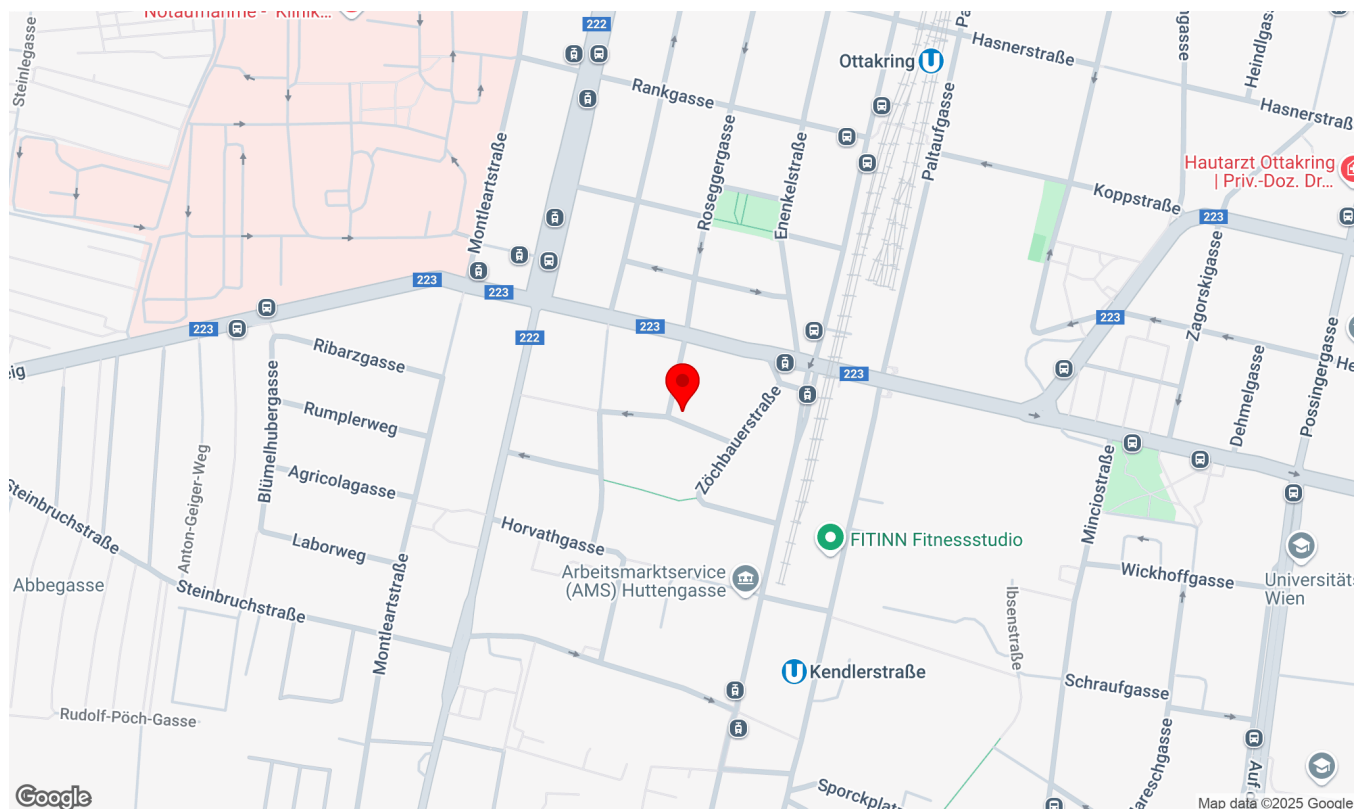 Notaufnahme - Klinik...
222
Steinlegasse
Ottakring
Hasnerstraße
Heindlgasse
Hasnerstraße
Rankgasse
Roseggergasse
Enenkelstraße
Paltaufgasse
Montleartstraße
Hautarzt Ottakring
| Priv.-Doz. Dr...
Koppstraße
223
223
223
223
223
222
223
223
Zagorskigasse
Possingergasse
Dehmelgasse
Ribarzgasse
Rumplerweg
Agricolagasse
Laborweg
Blümelhubergasse
Anton-Geiger-Weg
Steinbruchstraße
Steinbruchstraße
Abbegasse
Montleartstraße
Zöchbauerstraße
Horvathgasse
Arbeitsmarktservice
(AMS) Huttengasse
FITINN Fitnessstudio
Minciostraße
Wickhoffgasse
Universitäts
Wien
Ibsenstraße
Kendlerstraße
Schraufgasse
Rudolf-Pöch-Gasse
areschgasse
Sporckplatz
Google
Map data ©2025 Google